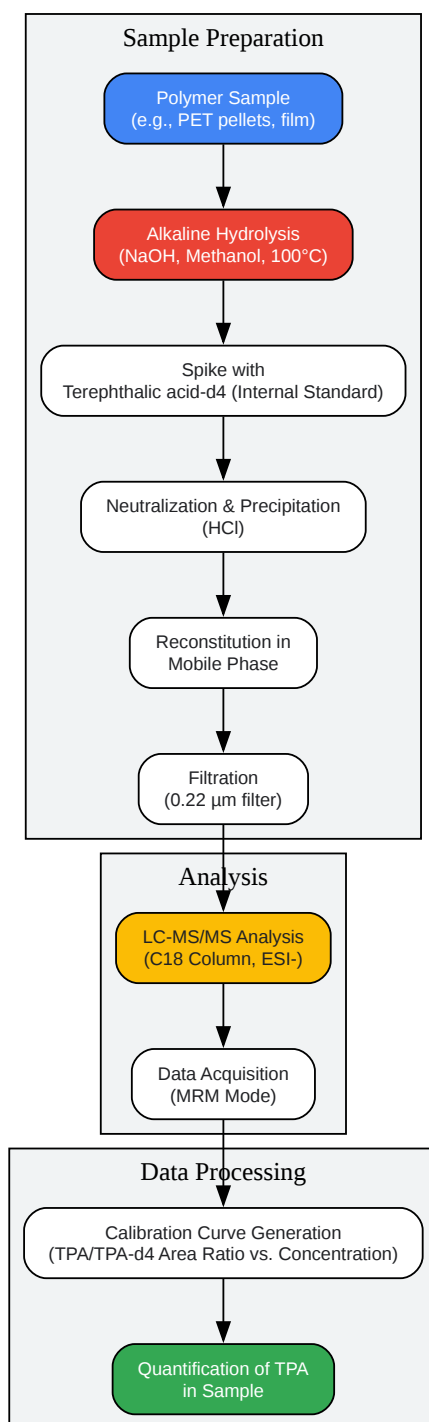 Sample Preparation
Polymer Sample
(e.g., PET pellets, film)
Alkaline Hydrolysis
(NaOH, Methanol, 100°C)
Spike with
Terephthalic acid-d4 (Internal Standard)
Neutralization & Precipitation
(HCl)
Reconstitution in
Mobile Phase
Filtration
(0.22 µm filter)
Analysis
LC-MS/MS Analysis
(C18 Column, ESI-)
Data Acquisition
(MRM Mode)
Data Processing
Calibration Curve Generation
(TPA/TPA-d4 Area Ratio vs. Concentration)
Quantification of TPA
in Sample